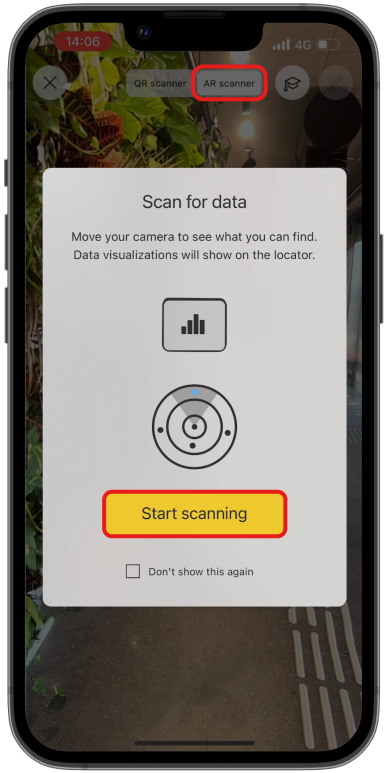 14:06
4G
QR scanner
AR scanner
Scan for data
Move your camera to see what you can find.
Data visualizations will show on the locator.
Start scanning
Don't show this again